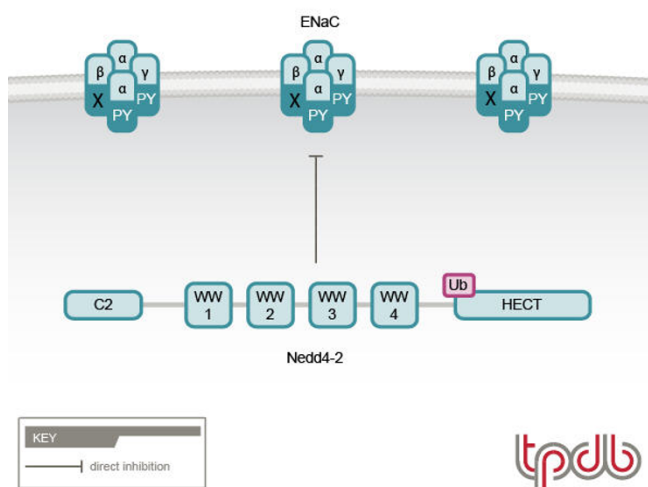 ENaC
α α α
β γ β γ β γ
α α α
X PY X PY X PY
PY PY PY
Ub
C2 WW 1 WW 2 WW 3 WW 4 HECT
Nedd4-2
KEY
direct inhibition
tpdb